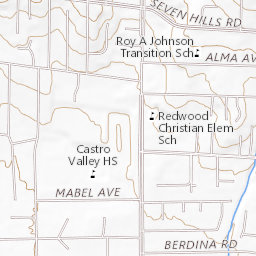 SEVEN HILLS RD
Roy A Johnson
Transition Sch
ALMA AV
Redwood
Christian Elem
Sch
Castro
Valley HS
MABEL AVE
BERDINA RD